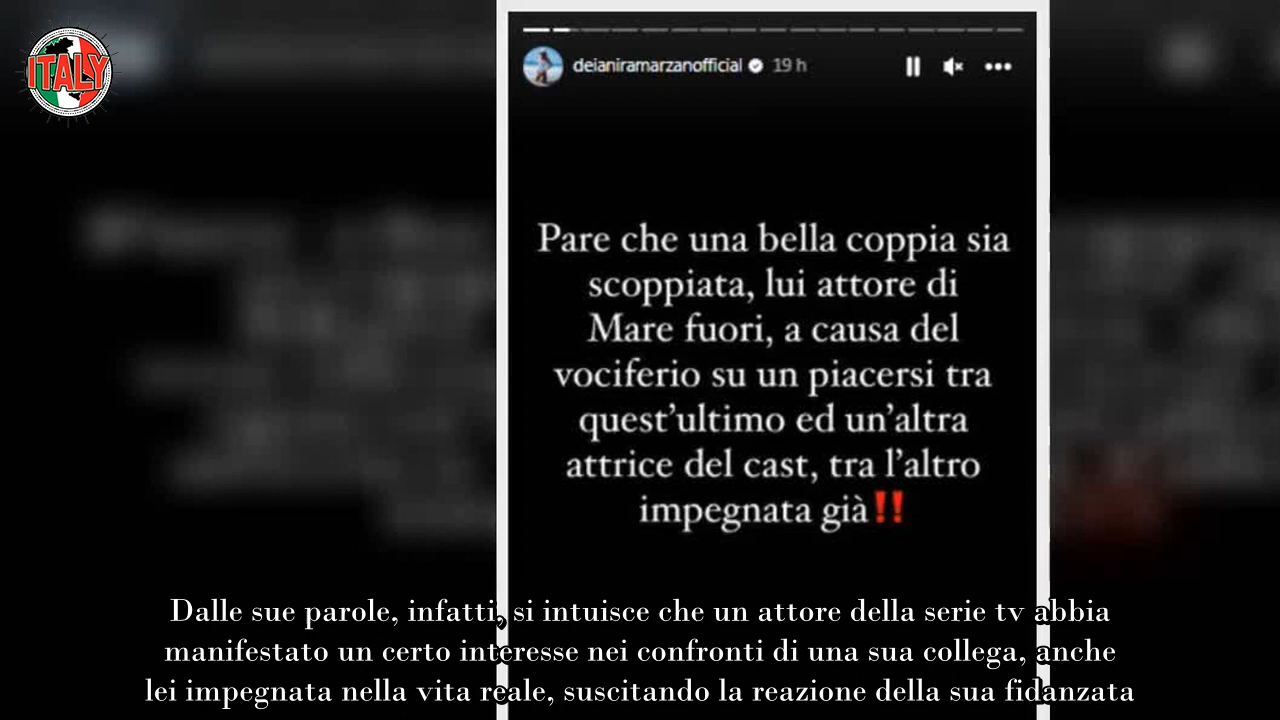 ITALY
deianiramarzanofficial 19 h
Pare che una bella coppia sia
scoppiata, lui attore di
Mare fuori, a causa del
vociferio su un piacersi tra
quest’ultimo ed un’altra
attrice del cast, tra l’altro
impegnata già‼️
Dalle sue parole, infatti, si intuisce che un attore della serie tv abbia
manifestato un certo interesse nei confronti di una sua collega, anche
lei impegnata nella vita reale, suscitando la reazione della sua fidanzata